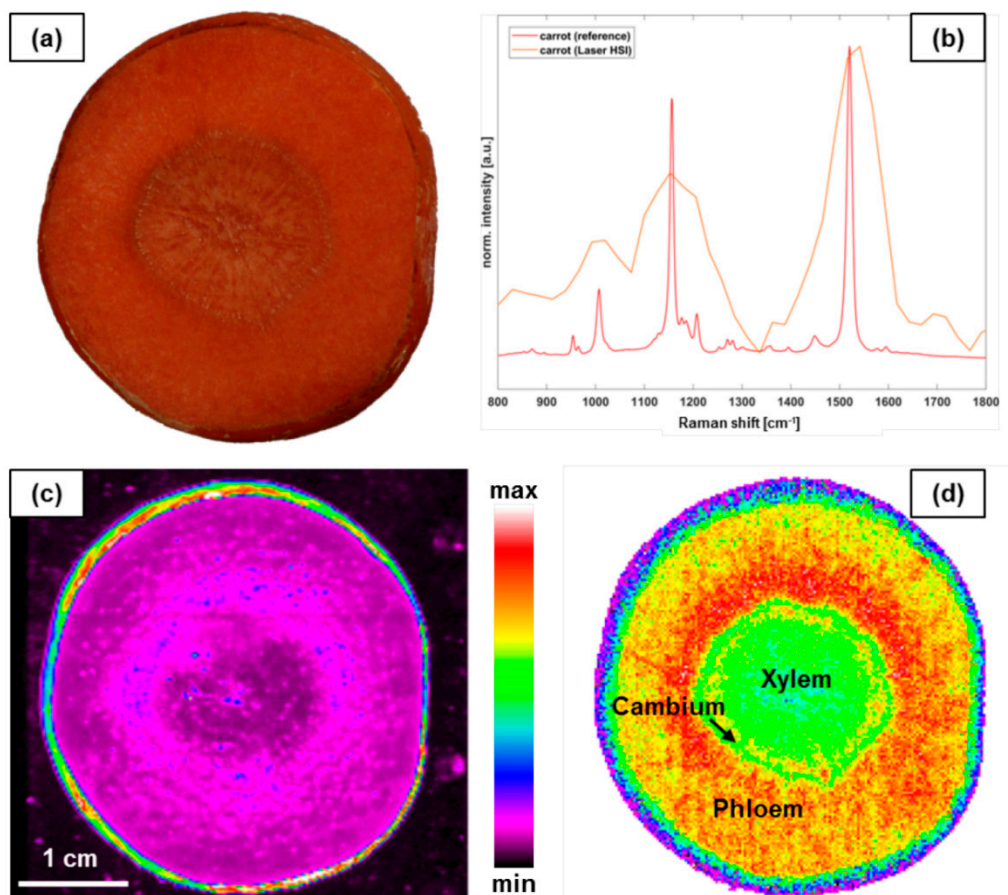 (a)
(b)
carrot (reference)
carrot (Laser HSI)
norm. intensity [a.u.]
800 900 1000 1100 1200 1300 1400 1500 1600 1700 1800
Raman shift [cm⁻¹]
(c)
1 cm
max
min
(d)
Xylem
Cambium
Phloem